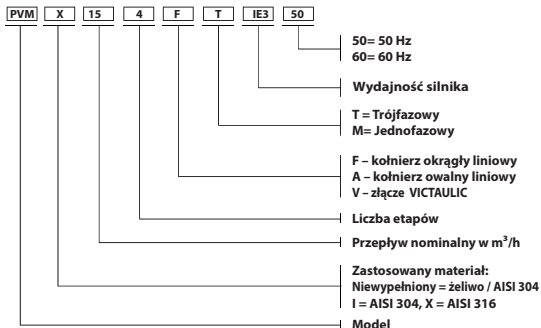 PVM X 15 4 F T IE3 50
50= 50 Hz
60= 60 Hz
Wydajność silnika
T = Trójfazowy
M= Jednofazowy
F – kołnierz okrągły liniowy
A – kołnierz owalny liniowy
V – złącze VICTAULIC
Liczba etapów
Przepływ nominalny w m³/h
Zastosowany materiał:
Niewypełniony = żeliwo / AISI 304
I = AISI 304, X = AISI 316
Model